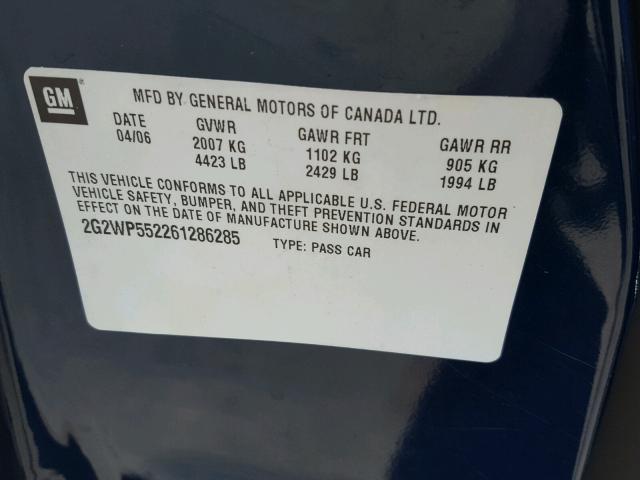 GM
MFD BY GENERAL MOTORS OF CANADA LTD.
DATE GVWR GAWR FRT GAWR RR
04/06 2007 KG 1102 KG 905 KG
4423 LB 2429 LB 1994 LB
THIS VEHICLE CONFORMS TO ALL APPLICABLE U.S. FEDERAL MOTOR
VEHICLE SAFETY, BUMPER, AND THEFT PREVENTION STANDARDS IN
EFFECT ON THE DATE OF MANUFACTURE SHOWN ABOVE.
2G2WP552261286285 TYPE: PASS CAR